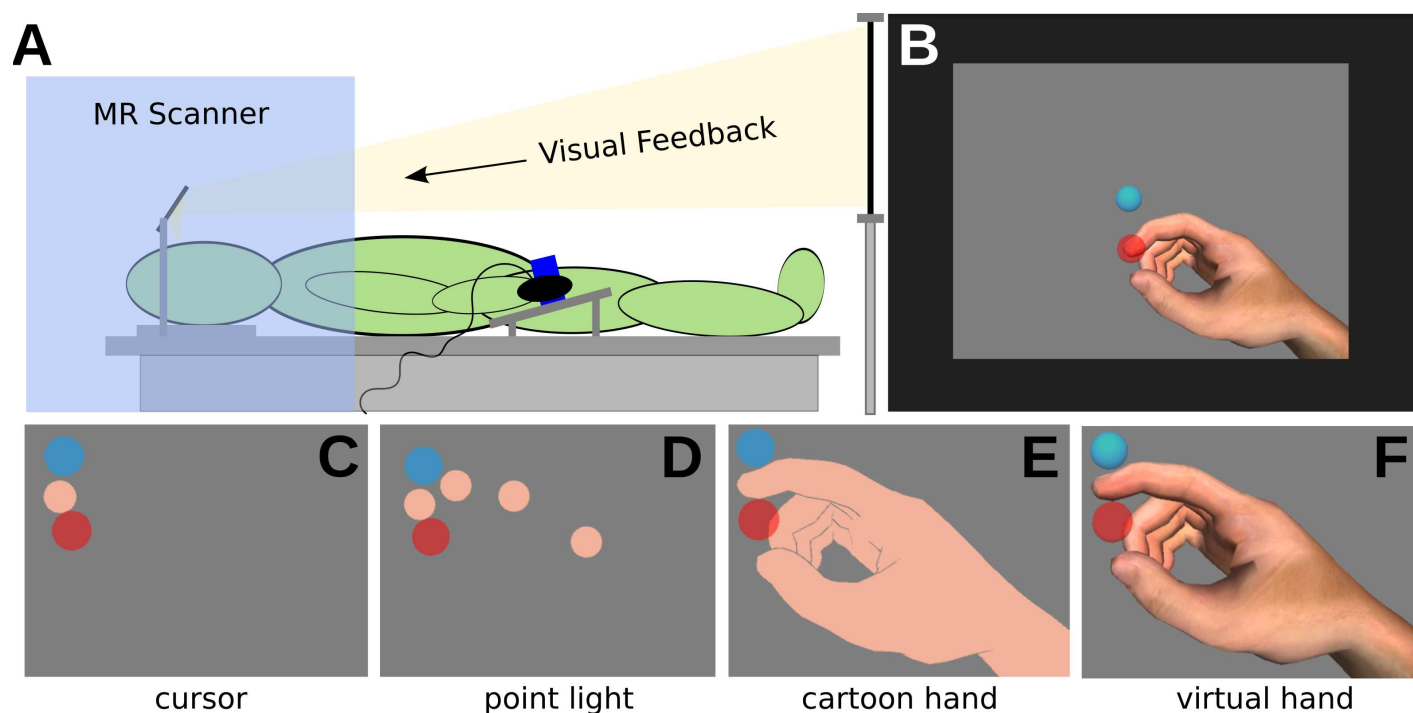 A
MR Scanner
Visual Feedback
B
C
D
E
F
cursor
point light
cartoon hand
virtual hand